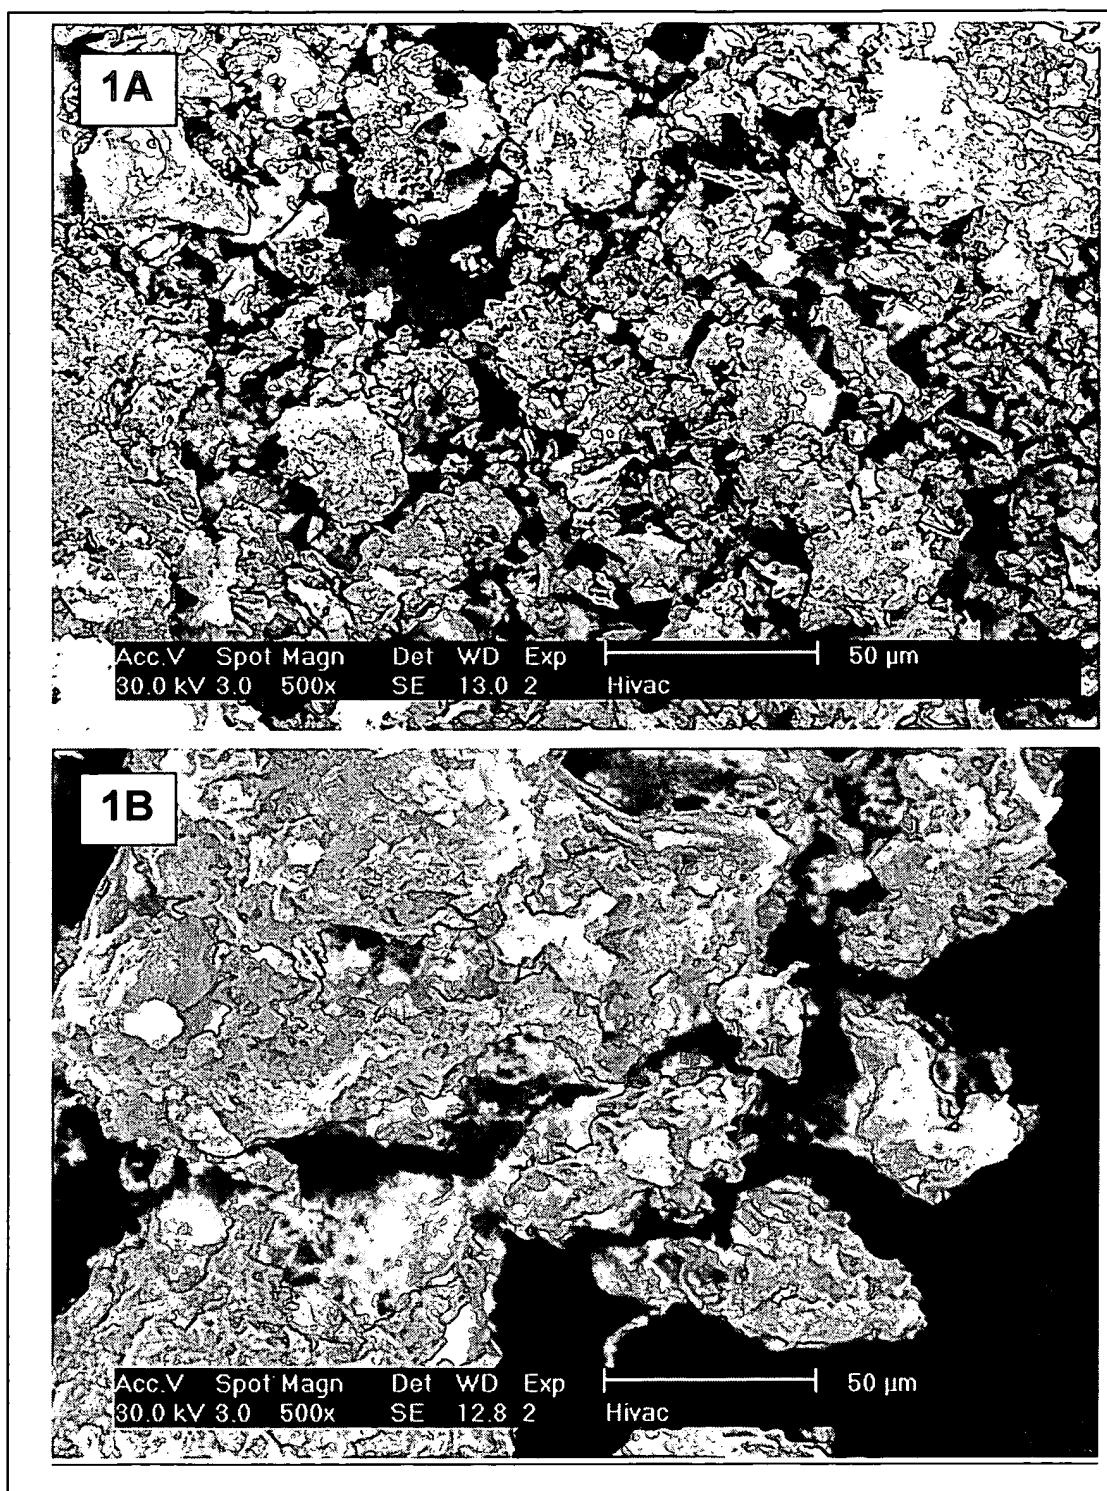 1A
Acc.V Spot Magn Det WD Exp 50 µm
30.0 kV 3.0 500x SE 13.0 2 Hivac
1B
Acc.V Spot Magn Det WD Exp 50 µm
30.0 kV 3.0 500x SE 12.8 2 Hivac